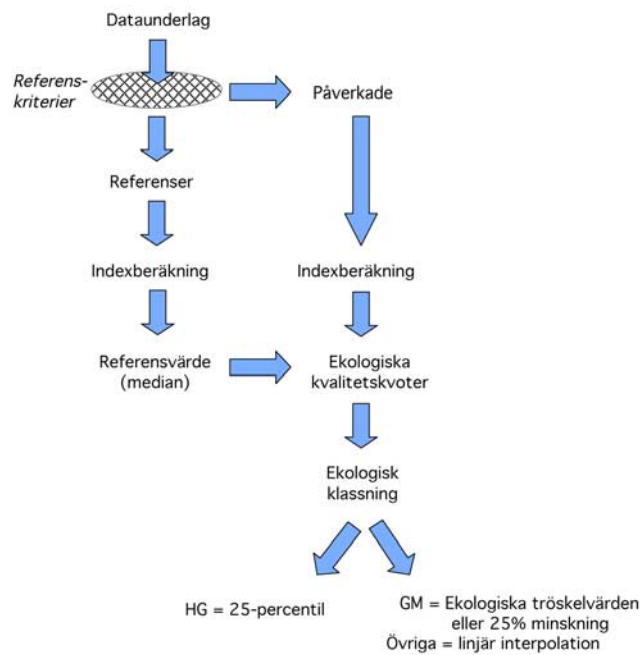 Dataunderlag
Referens-
kriterier
Påverkade
Referenser
Indexberäkning
Indexberäkning
Referensvärde
(median)
Ekologiska
kvalitetskvoter
Ekologisk
klassning
HG = 25-percentil
GM = Ekologiska tröskelvärden
eller 25% minskning
Övriga = linjär interpolation